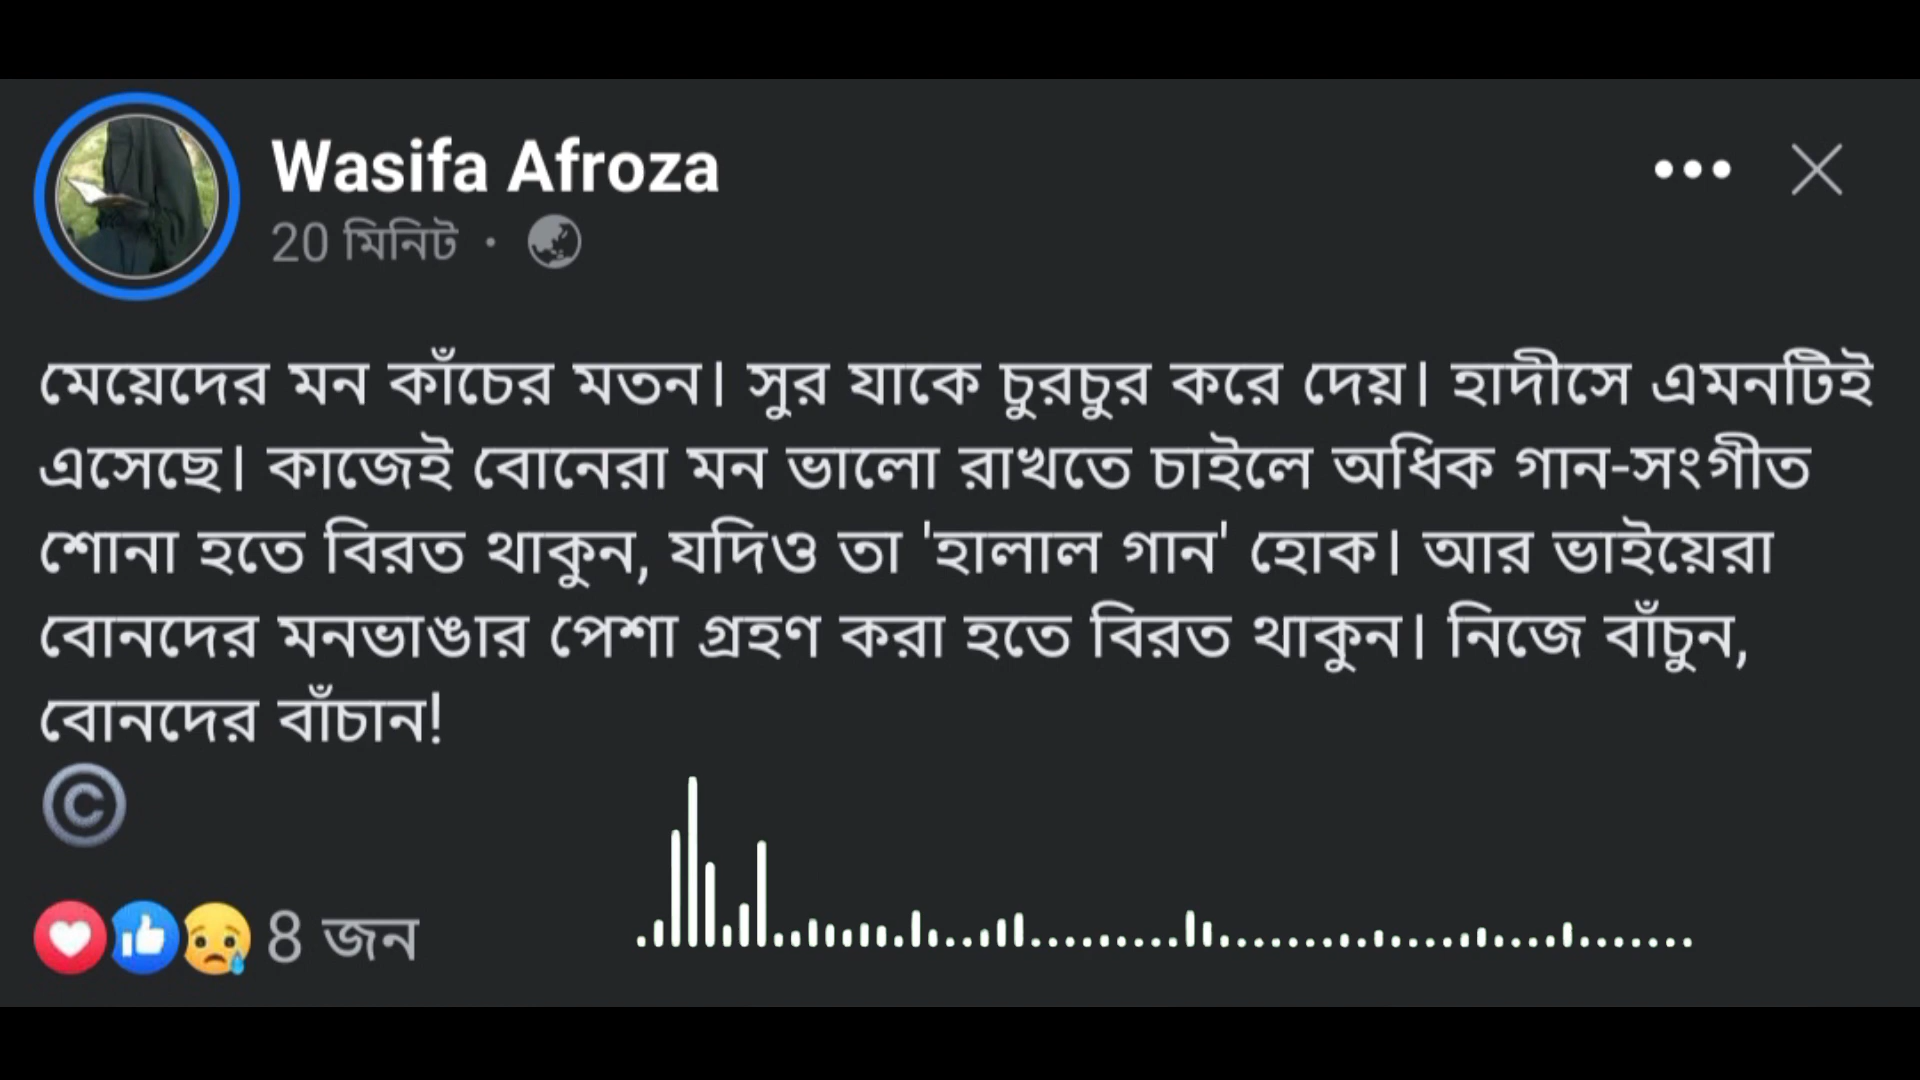 Wasifa Afroza
20 মিনিট ·
মেয়েদের মন কাঁচের মতন। সুর যাকে চুরচুর করে দেয়। হাদীসে এমনটিই
এসেছে। কাজেই বোনেরা মন ভালো রাখতে চাইলে অধিক গান-সংগীত
শোনা হতে বিরত থাকুন, যদিও তা 'হালাল গান' হোক। আর ভাইয়েরা
বোনদের মনভাঙার পেশা গ্রহণ করা হতে বিরত থাকুন। নিজে বাঁচুন,
বোনদের বাঁচান!
©
8 জন